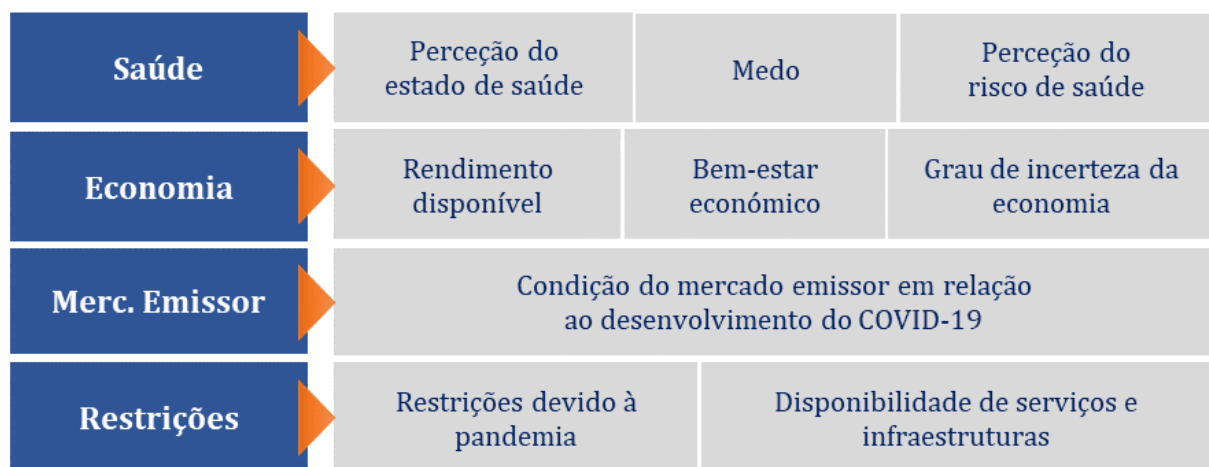 Saúde
Perceção do
estado de saúde
Medo
Perceção do
risco de saúde
Economia
Rendimento
disponível
Bem-estar
económico
Grau de incerteza da
economia
Merc. Emissor
Condição do mercado emissor em relação
ao desenvolvimento do COVID-19
Restrições
Restrições devido à
pandemia
Disponibilidade de serviços e
infraestruturas